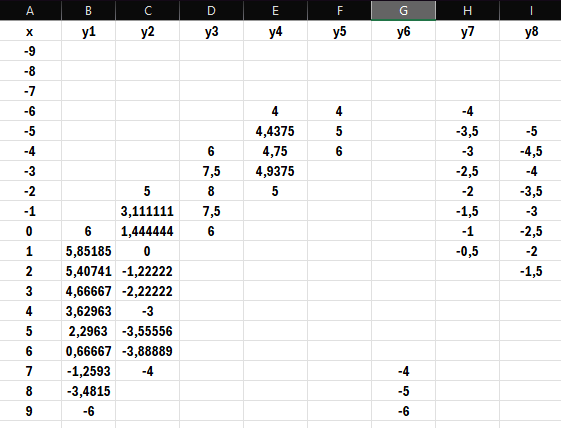 A B C D E F G H I
x y1 y2 y3 y4 y5 y6 y7 y8
-9
-8
-7
-6 4 4 -4
-5 4,4375 5 -3,5 -5
-4 6 4,75 6 -3 -4,5
-3 7,5 4,9375 -2,5 -4
-2 5 8 5 -2 -3,5
-1 3,111111 7,5 -1,5 -3
0 6 1,444444 6 -1 -2,5
1 5,85185 0 -0,5 -2
2 5,40741 -1,22222 -1,5
3 4,66667 -2,22222
4 3,62963 -3
5 2,2963 -3,55556
6 0,66667 -3,88889
7 -1,2593 -4 -4
8 -3,4815 -5
9 -6 -6